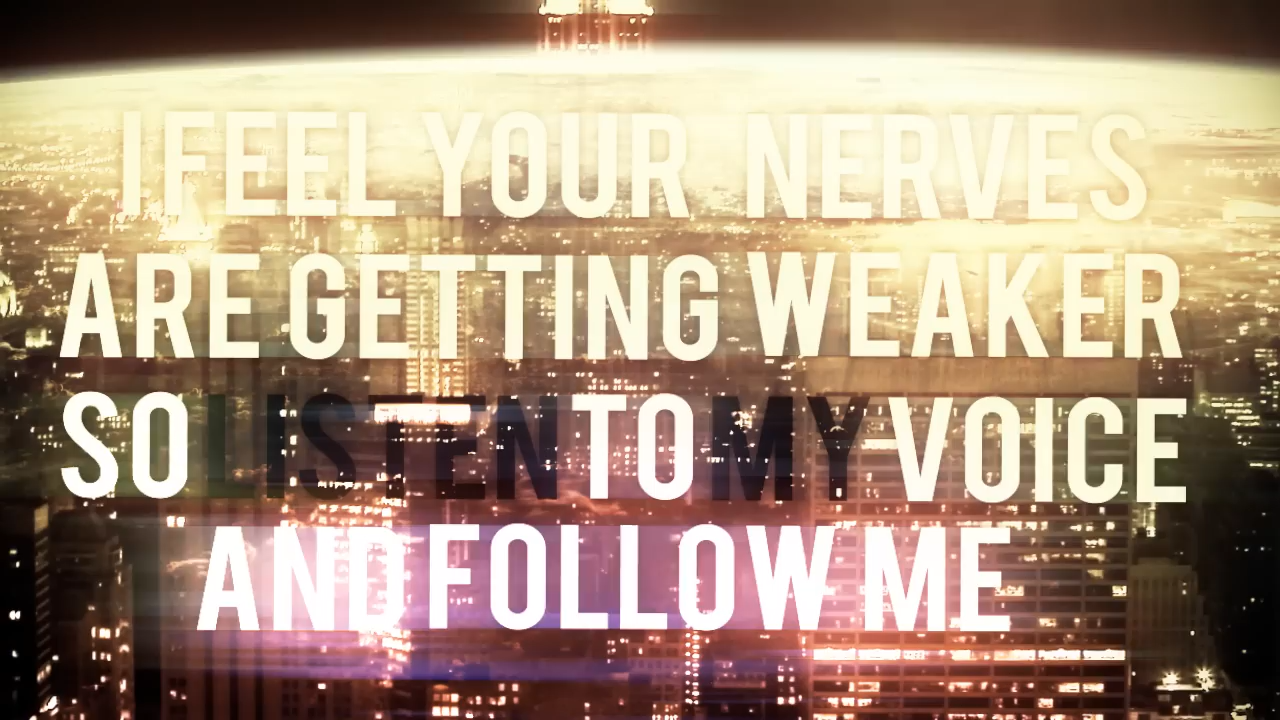 I FEEL YOUR NERVES
ARE GETTING WEAKER
SO LISTEN TO MY VOICE
AND FOLLOW ME